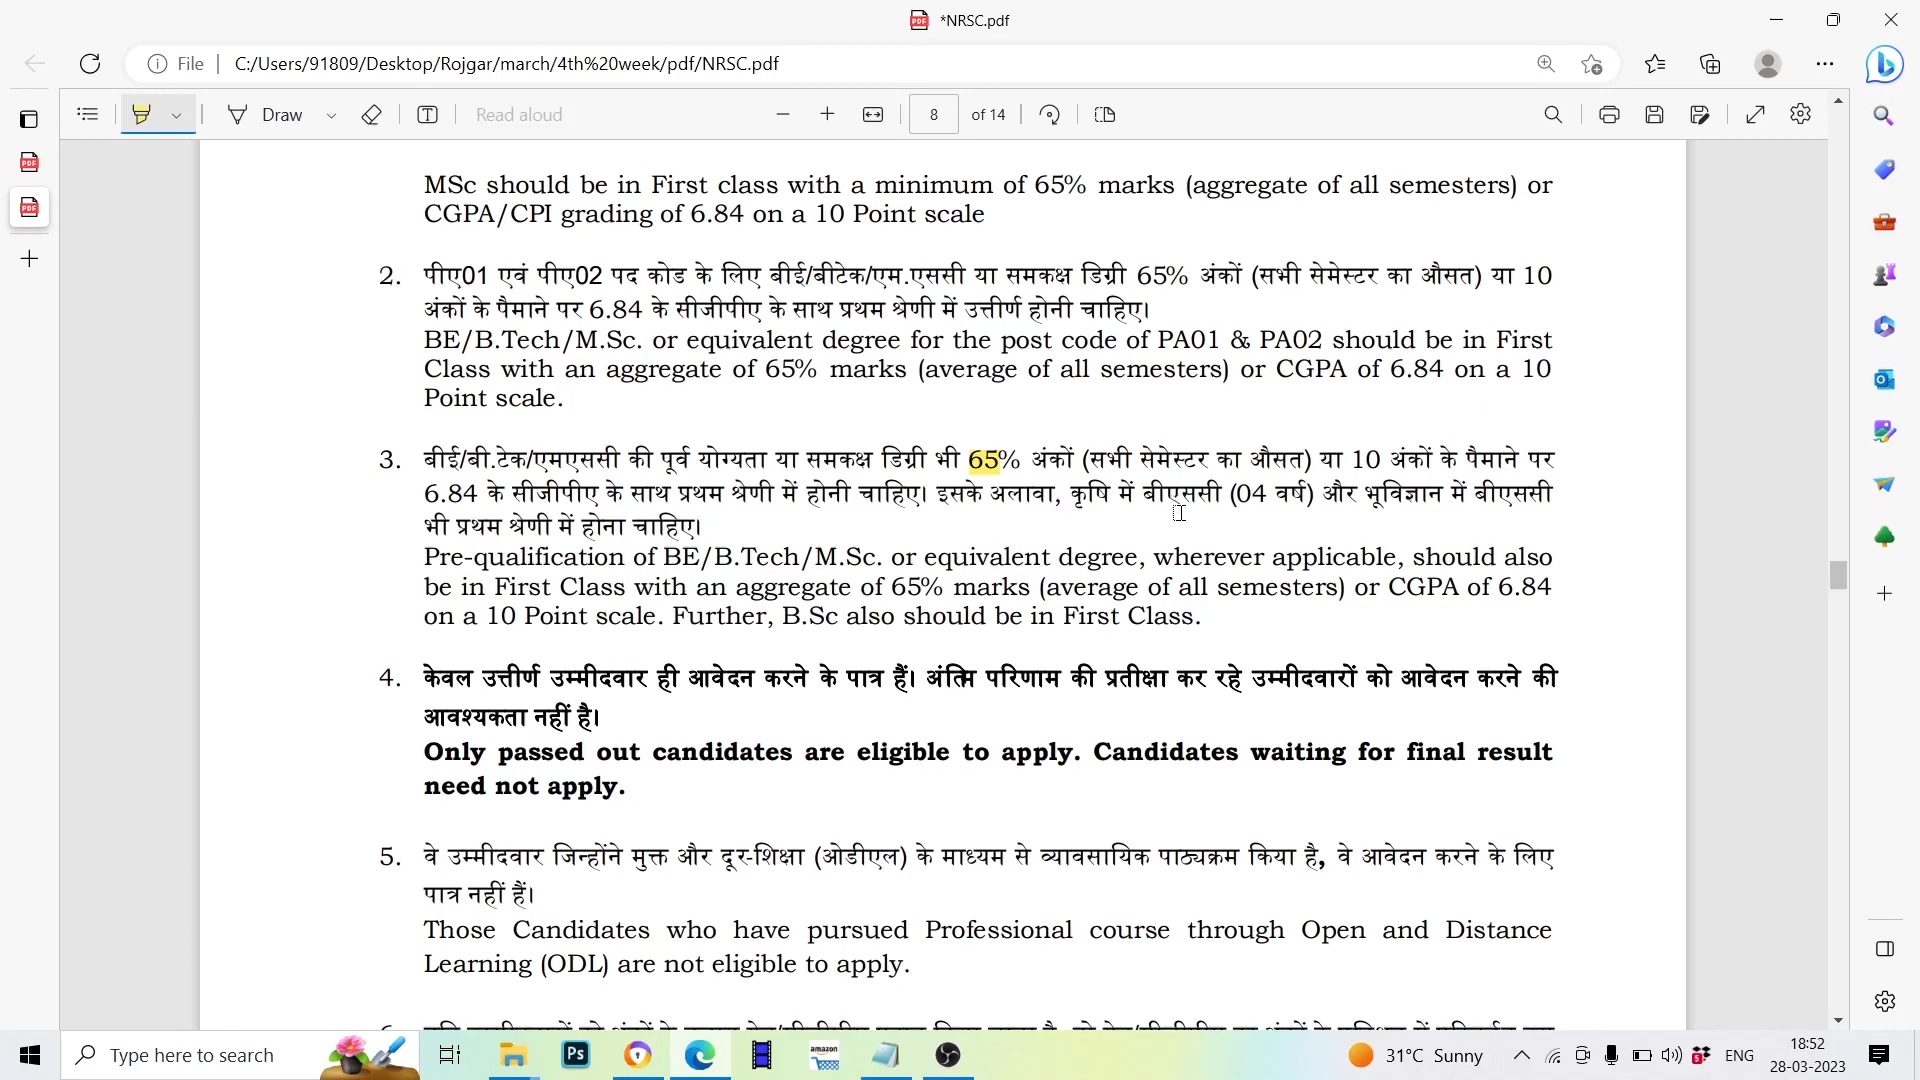 *NRSC.pdf
File
C:/Users/91809/Desktop/Rojgar/march/4th%20week/pdf/NRSC.pdf
Draw
Read aloud
8
of 14
MSc should be in First class with a minimum of 65% marks (aggregate of all semesters) or
CGPA/CPI grading of 6.84 on a 10 Point scale
2. पीए01 एवं पीए02 पद कोड के लिए बीई/बीटेक/एम.एससी या समकक्ष डिग्री 65% अंकों (सभी सेमेस्टर का औसत) या 10
अंकों के पैमाने पर 6.84 के सीजीपीए के साथ प्रथम श्रेणी में उत्तीर्ण होनी चाहिए।
BE/B.Tech/M.Sc. or equivalent degree for the post code of PA01 & PA02 should be in First
Class with an aggregate of 65% marks (average of all semesters) or CGPA of 6.84 on a 10
Point scale.
3. बीई/बी.टेक/एमएससी की पूर्व योग्यता या समकक्ष डिग्री भी 65% अंकों (सभी सेमेस्टर का औसत) या 10 अंकों के पैमाने पर
6.84 के सीजीपीए के साथ प्रथम श्रेणी में होनी चाहिए। इसके अलावा, कृषि में बीएससी (04 वर्ष) और भूविज्ञान में बीएससी
भी प्रथम श्रेणी में होना चाहिए।
Pre-qualification of BE/B.Tech/M.Sc. or equivalent degree, wherever applicable, should also
be in First Class with an aggregate of 65% marks (average of all semesters) or CGPA of 6.84
on a 10 Point scale. Further, B.Sc also should be in First Class.
4. केवल उत्तीर्ण उम्मीदवार ही आवेदन करने के पात्र हैं। अंतिम परिणाम की प्रतीक्षा कर रहे उम्मीदवारों को आवेदन करने की
आवश्यकता नहीं है।
Only passed out candidates are eligible to apply. Candidates waiting for final result
need not apply.
5. वे उम्मीदवार जिन्होंने मुक्त और दूर-शिक्षा (ओडीएल) के माध्यम से व्यावसायिक पाठ्यक्रम किया है, वे आवेदन करने के लिए
पात्र नहीं हैं।
Those Candidates who have pursued Professional course through Open and Distance
Learning (ODL) are not eligible to apply.
Type here to search
Ps
amazon
31°C Sunny
ENG
18:52
28-03-2023